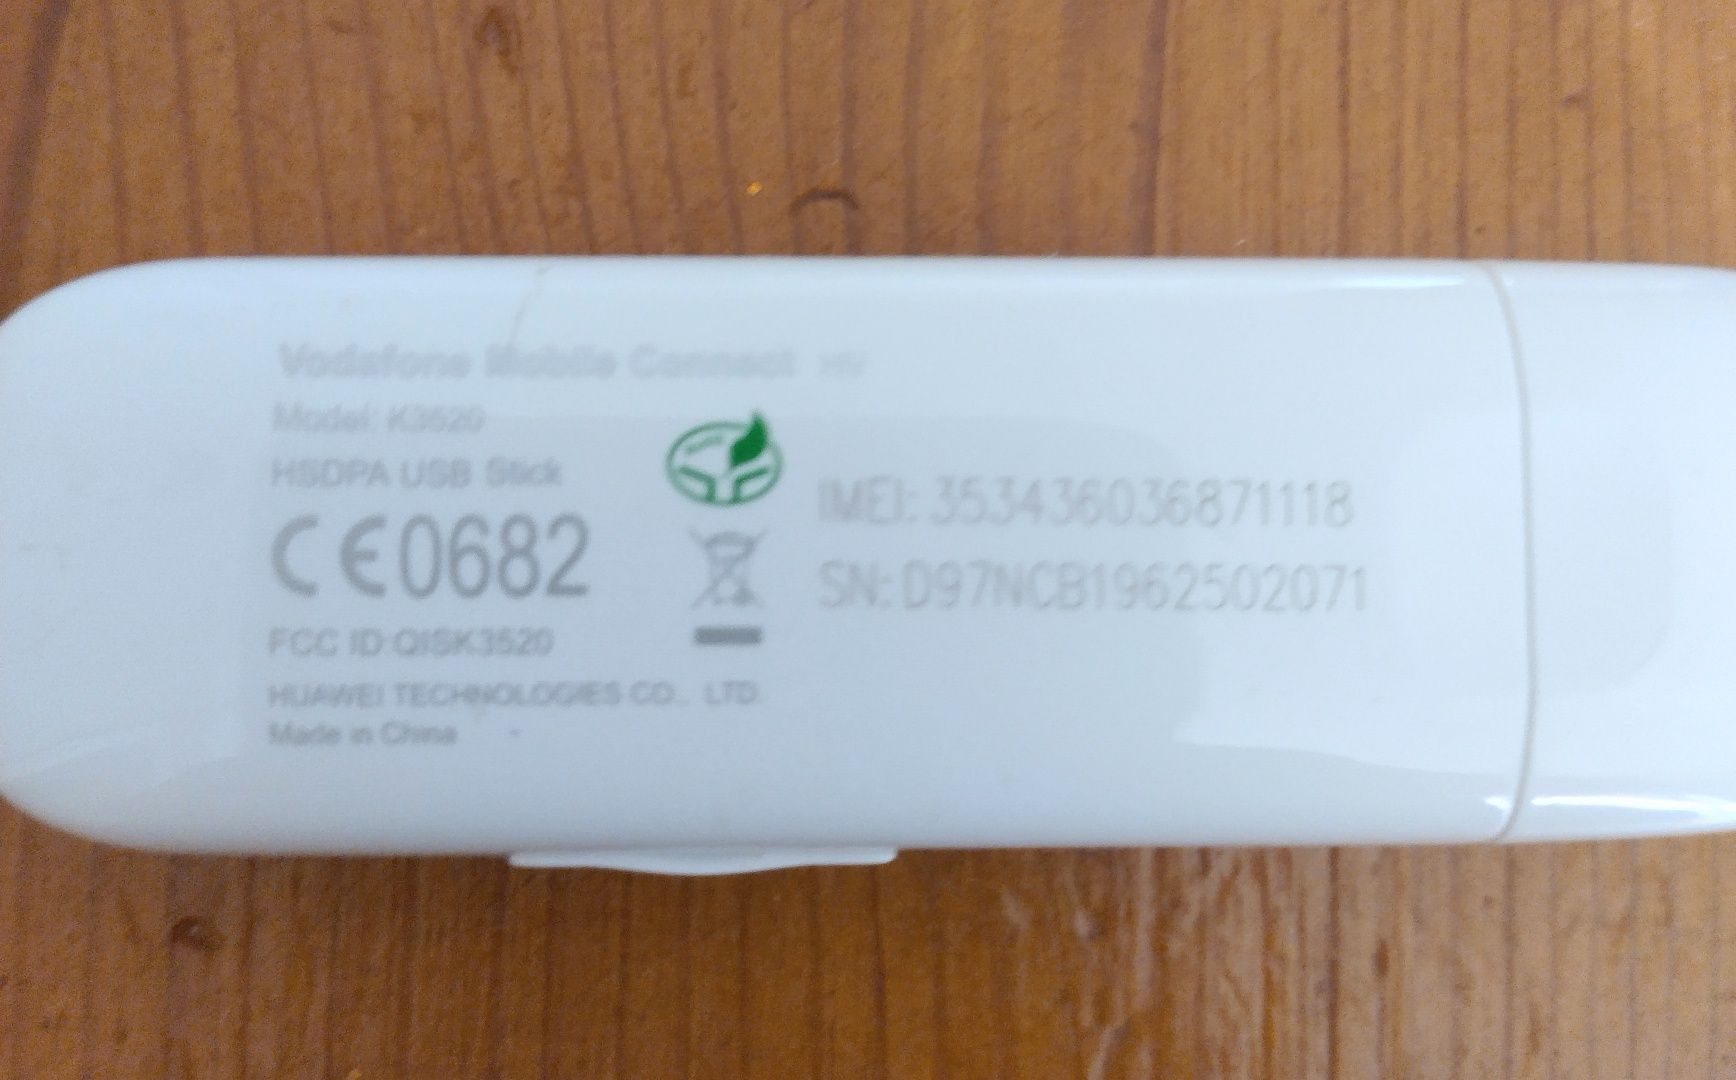 Vodafone Mobile Connect
Model: K3520
HSDPA USB Stick
CE0682
FCC ID:QISK3520
HUAWEI TECHNOLOGIES CO., LTD.
Made in China
IMEI: 353436036871118
SN: D97NCB1962502071